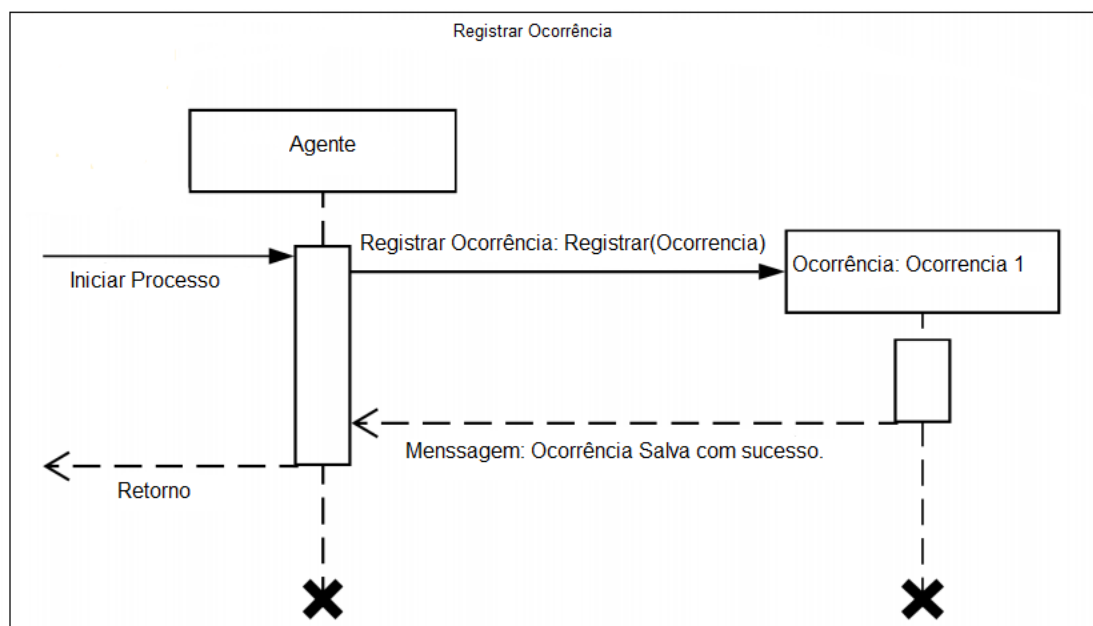 Registrar Ocorrência
Agente
Registrar Ocorrência: Registrar(Ocorrencia)
Ocorrência: Ocorrencia 1
Iniciar Processo
Menssagem: Ocorrência Salva com sucesso.
Retorno